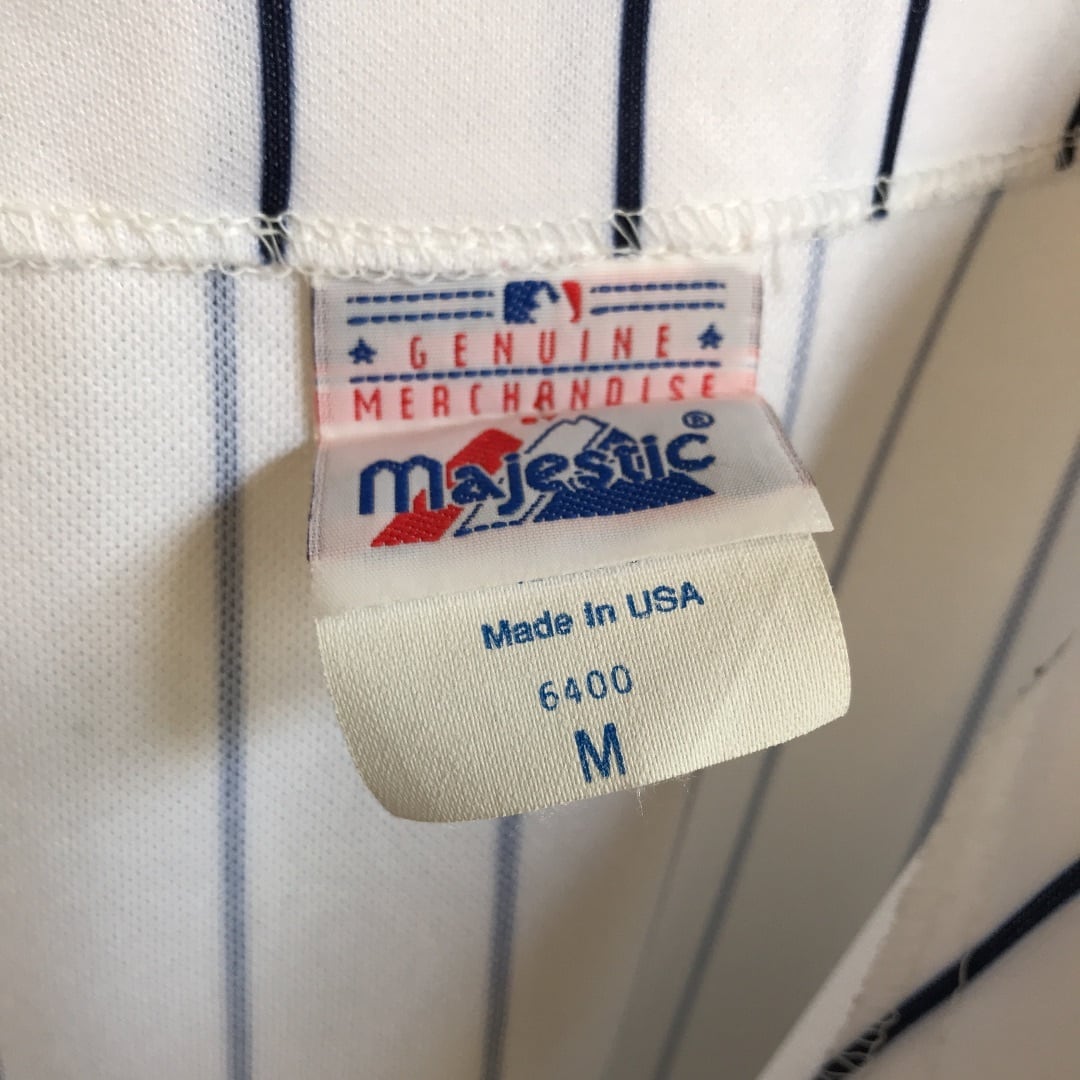 GENUINE
MERCHANDISE
majestic®
Made In USA
6400
M